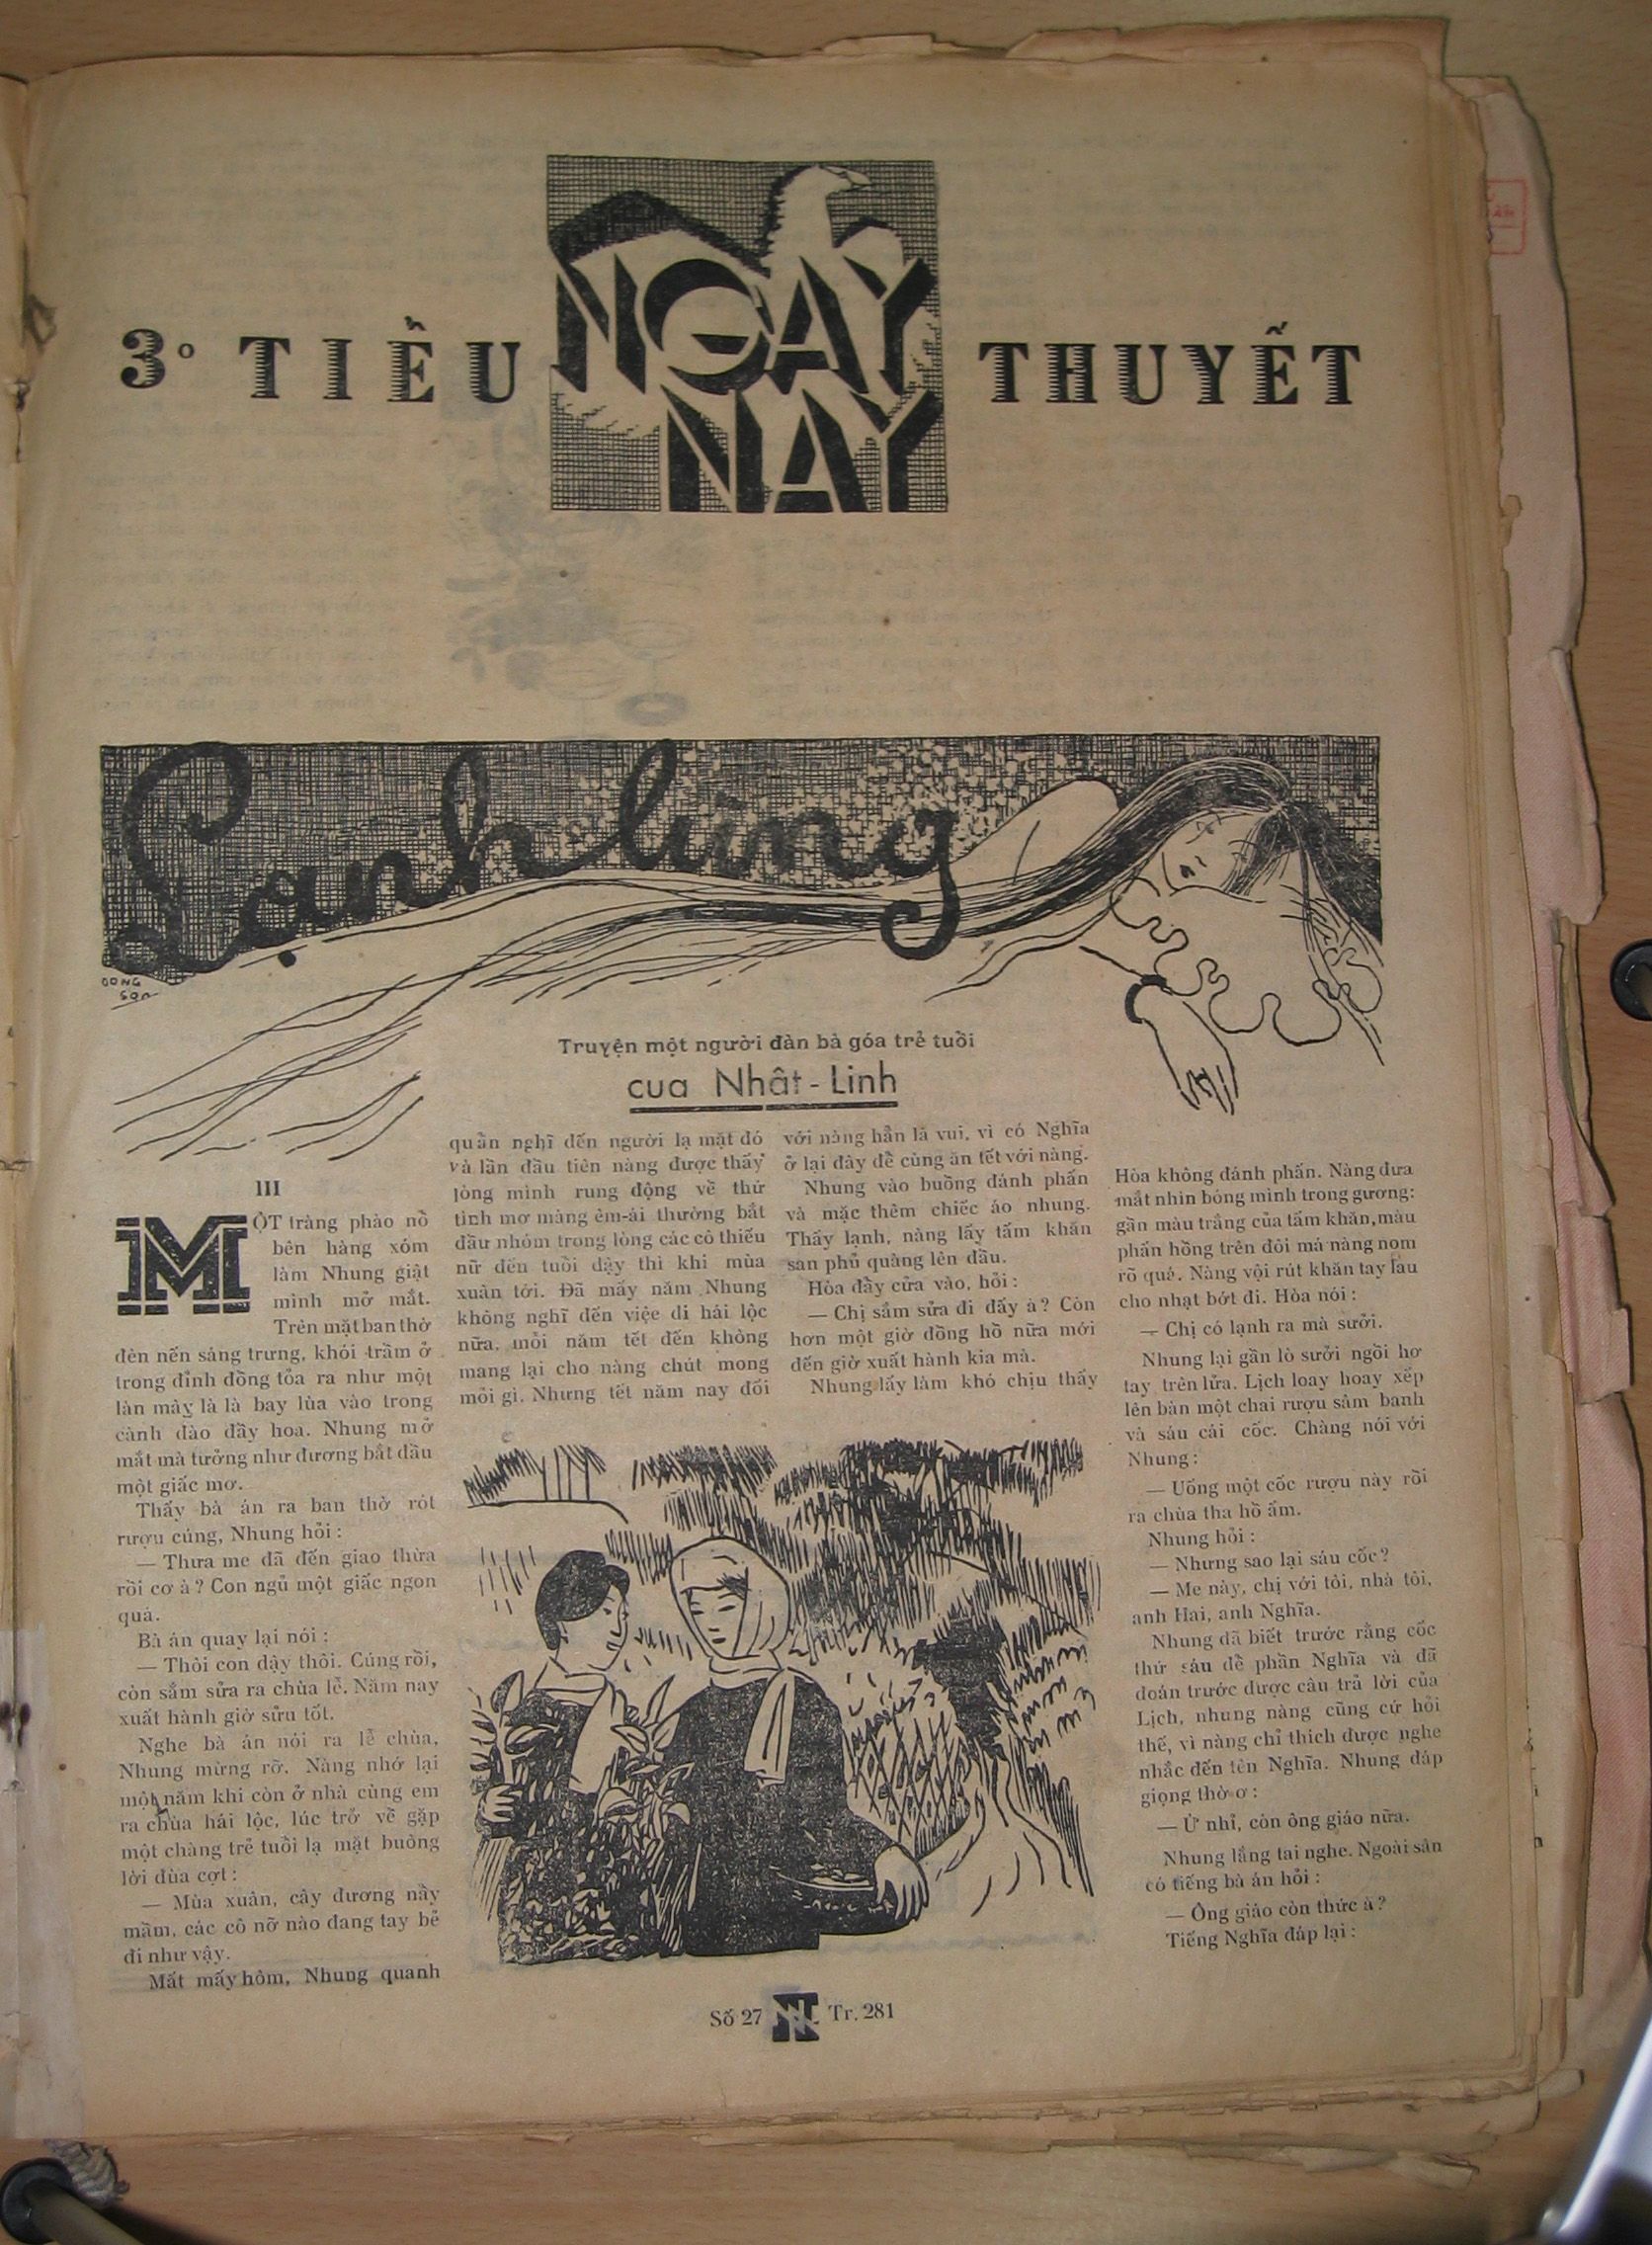 3º TIỂU
NGAY
NAY
THUYẾT
Lạnh lùng
DONG
Son
Truyện một người đàn bà góa trẻ tuổi
cua Nhât-Linh
III
MỘT tràng pháo nổ
bên hàng xóm
làm Nhung giật
mình mở mắt.
Trên mặt ban thờ
đèn nến sáng trưng, khói trầm ở
trong đỉnh đồng tỏa ra như một
làn mây là là bay lùa vào trong
cành đào đầy hoa. Nhung mở
mắt mà tưởng như đương bắt đầu
một giấc mơ.
Thấy bà án ra ban thờ rót
rượu cúng, Nhung hỏi :
— Thưa me đã đến giao thừa
rồi cơ à ? Con ngủ một giấc ngon
quá.
Bà án quay lại nói :
— Thôi con dậy thôi. Cúng rồi,
còn sắm sửa ra chùa lễ. Năm nay
xuất hành giờ sửu tốt.
Nghe bà án nói ra lễ chùa,
Nhung mừng rỡ. Nàng nhớ lại
một năm khi còn ở nhà cùng em
ra chùa hái lộc, lúc trở về gặp
một chàng trẻ tuổi lạ mặt buông
lời đùa cợt :
— Mùa xuân, cây đương nẩy
mầm, các cô nỡ nào đang tay bẻ
đi như vậy.
Mất mấy hôm, Nhung quanh
quẩn nghĩ đến người lạ mặt đó
và lần đầu tiên nàng được thấy
lòng mình rung động về thứ
tình mơ màng êm-ái thường bắt
đầu nhóm trong lòng các cô thiếu
nữ đến tuổi dậy thì khi mùa
xuân tới. Đã mấy năm Nhung
không nghĩ đến việc đi hái lộc
nữa, mỗi năm tết đến không
mang lại cho nàng chút mong
mỏi gì. Nhưng tết năm nay đối
với nàng hẳn là vui, vì có Nghĩa
ở lại đây để cùng ăn tết với nàng.
Nhung vào buồng đánh phấn
và mặc thêm chiếc áo nhung.
Thấy lạnh, nàng lấy tấm khăn
san phủ quàng lên đầu.
Hòa đẩy cửa vào, hỏi :
— Chị sắm sửa đi đấy à ? Còn
hơn một giờ đồng hồ nữa mới
đến giờ xuất hành kia mà.
Nhung lấy làm khó chịu thấy
Hòa không đánh phấn. Nàng đưa
mắt nhìn bóng mình trong gương:
gần màu trắng của tấm khăn, màu
phấn hồng trên đôi má nàng nom
rõ quá. Nàng vội rút khăn tay lau
cho nhạt bớt đi. Hòa nói :
— Chị có lạnh ra mà sưởi.
Nhung lại gần lò sưởi ngồi hơ
tay trên lửa. Lịch loay hoay xếp
lên bàn một chai rượu sâm banh
và sáu cái cốc. Chàng nói với
Nhung :
— Uống một cốc rượu này rồi
ra chùa tha hồ ấm.
Nhung hỏi :
— Nhưng sao lại sáu cốc ?
— Me này, chị với tôi, nhà tôi,
anh Hai, anh Nghĩa.
Nhung đã biết trước rằng cốc
thứ sáu để phần Nghĩa và đã
đoán trước được câu trả lời của
Lịch, nhưng nàng cũng cứ hỏi
thế, vì nàng chỉ thích được nghe
nhắc đến tên Nghĩa. Nhung đáp
giọng thờ ơ :
— Ừ nhỉ, còn ông giáo nữa.
Nhung lắng tai nghe. Ngoài sân
có tiếng bà án hỏi :
— Ông giáo còn thức à ?
Tiếng Nghĩa đáp lại :
Số 27 NN Tr. 281